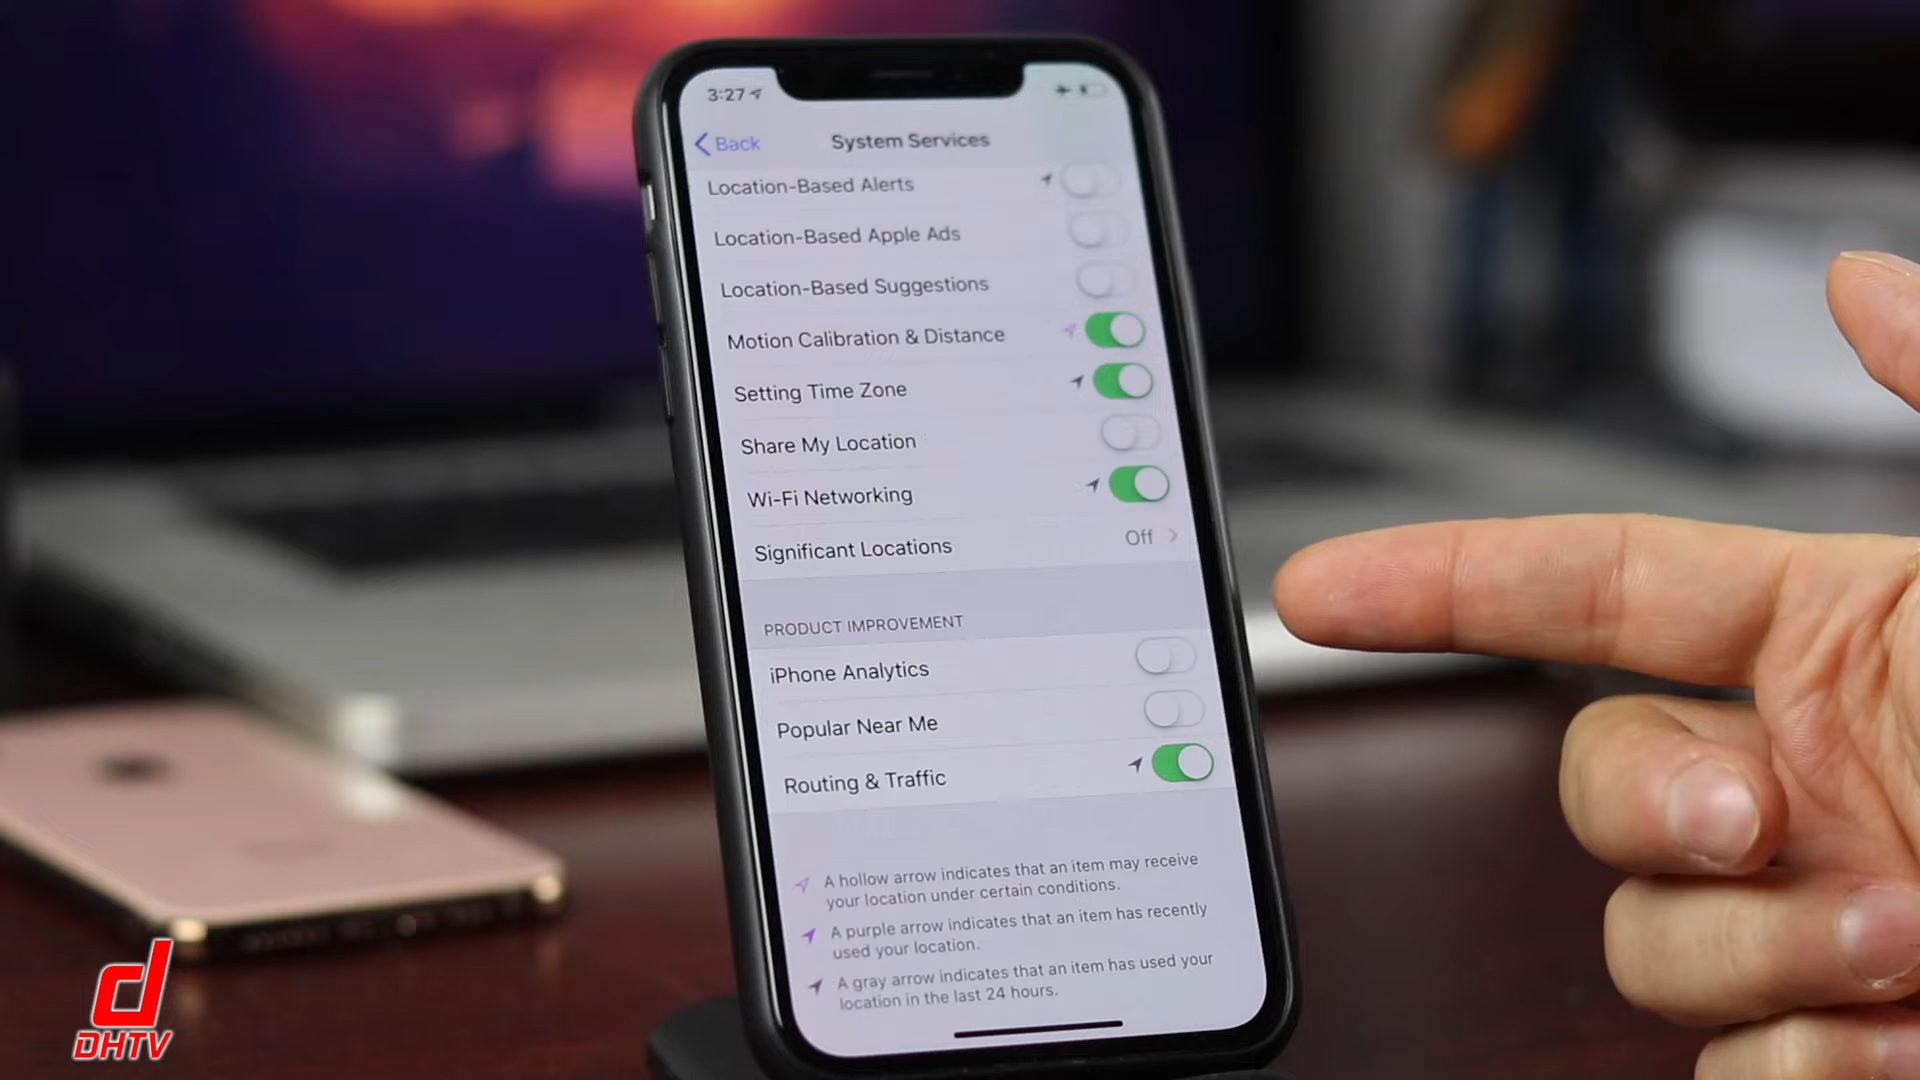 3:27
Back
System Services
Location-Based Alerts
Location-Based Apple Ads
Location-Based Suggestions
Motion Calibration & Distance
Setting Time Zone
Share My Location
Wi-Fi Networking
Significant Locations Off
PRODUCT IMPROVEMENT
iPhone Analytics
Popular Near Me
Routing & Traffic
A hollow arrow indicates that an item may receive
your location under certain conditions.
A purple arrow indicates that an item has recently
used your location.
A gray arrow indicates that an item has used your
location in the last 24 hours.
d
DHTV